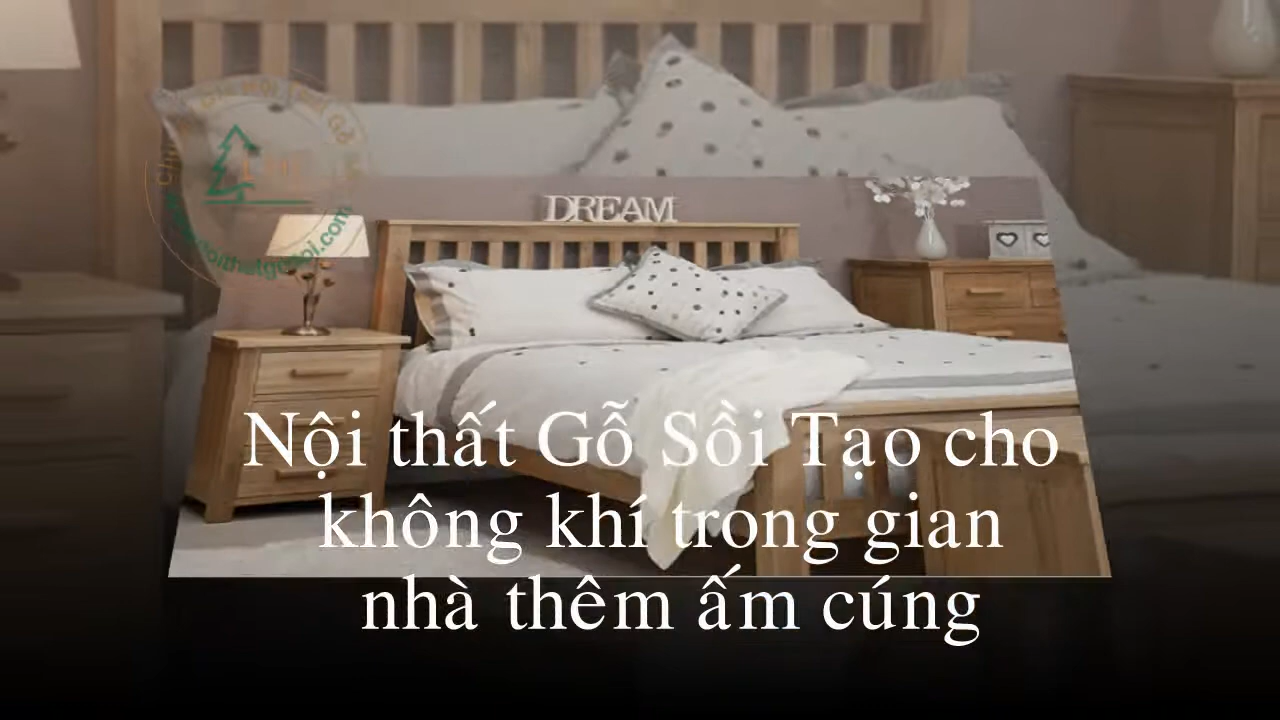 DREAM
Nội thất Gỗ Sồi Tạo cho
không khí trong gian
nhà thêm ấm cúng